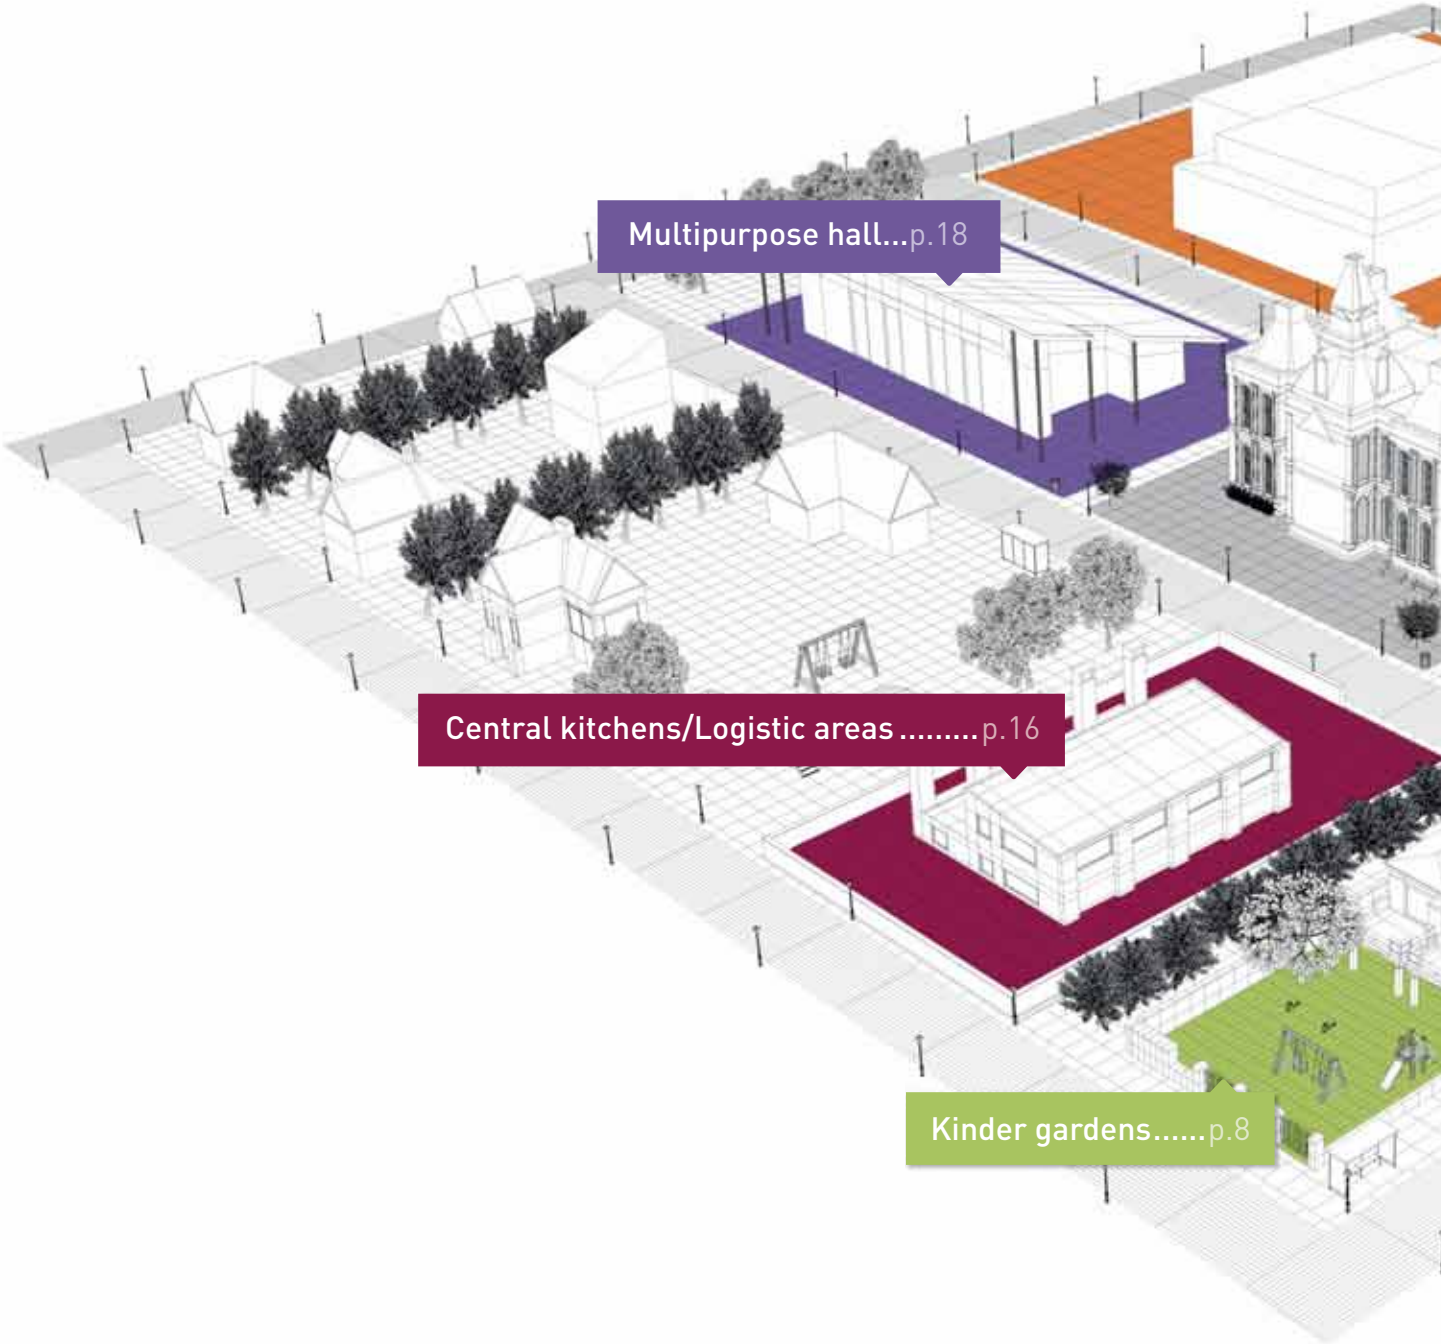 Multipurpose hall...p.18
Central kitchens/Logistic areas.........p.16
Kinder gardens......p.8